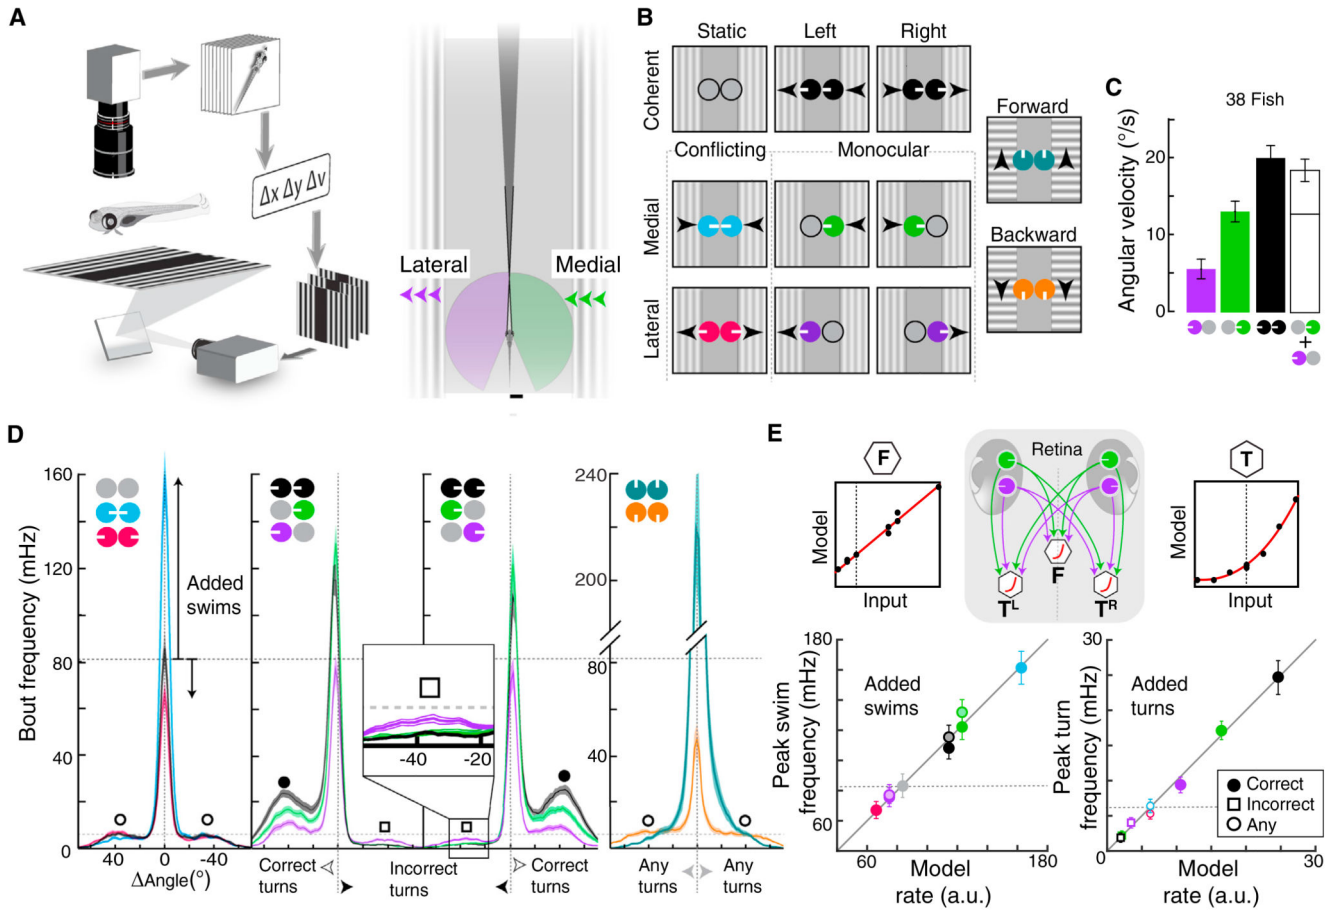 A
Δx Δy Δv
Lateral
Medial
B
Static
Left
Right
Coherent
Conflicting
Monocular
Medial
Lateral
Forward
Backward
C
38 Fish
Angular velocity (°/s)
20
10
0
+
D
Bout frequency (mHz)
160
120
80
40
0
Added
swims
40
0
-40
ΔAngle(°)
-40
-20
Correct
turns
Incorrect
turns
Correct
turns
240
200
80
40
Any
turns
Any
turns
E
F
Model
Input
Retina
F
T^L
T^R
T
Model
Input
Peak swim
frequency (mHz)
180
60
Added
swims
60
180
Model
rate (a.u.)
Peak turn
frequency (mHz)
30
0
Added
turns
Correct
Incorrect
Any
Model
30
rate (a.u.)